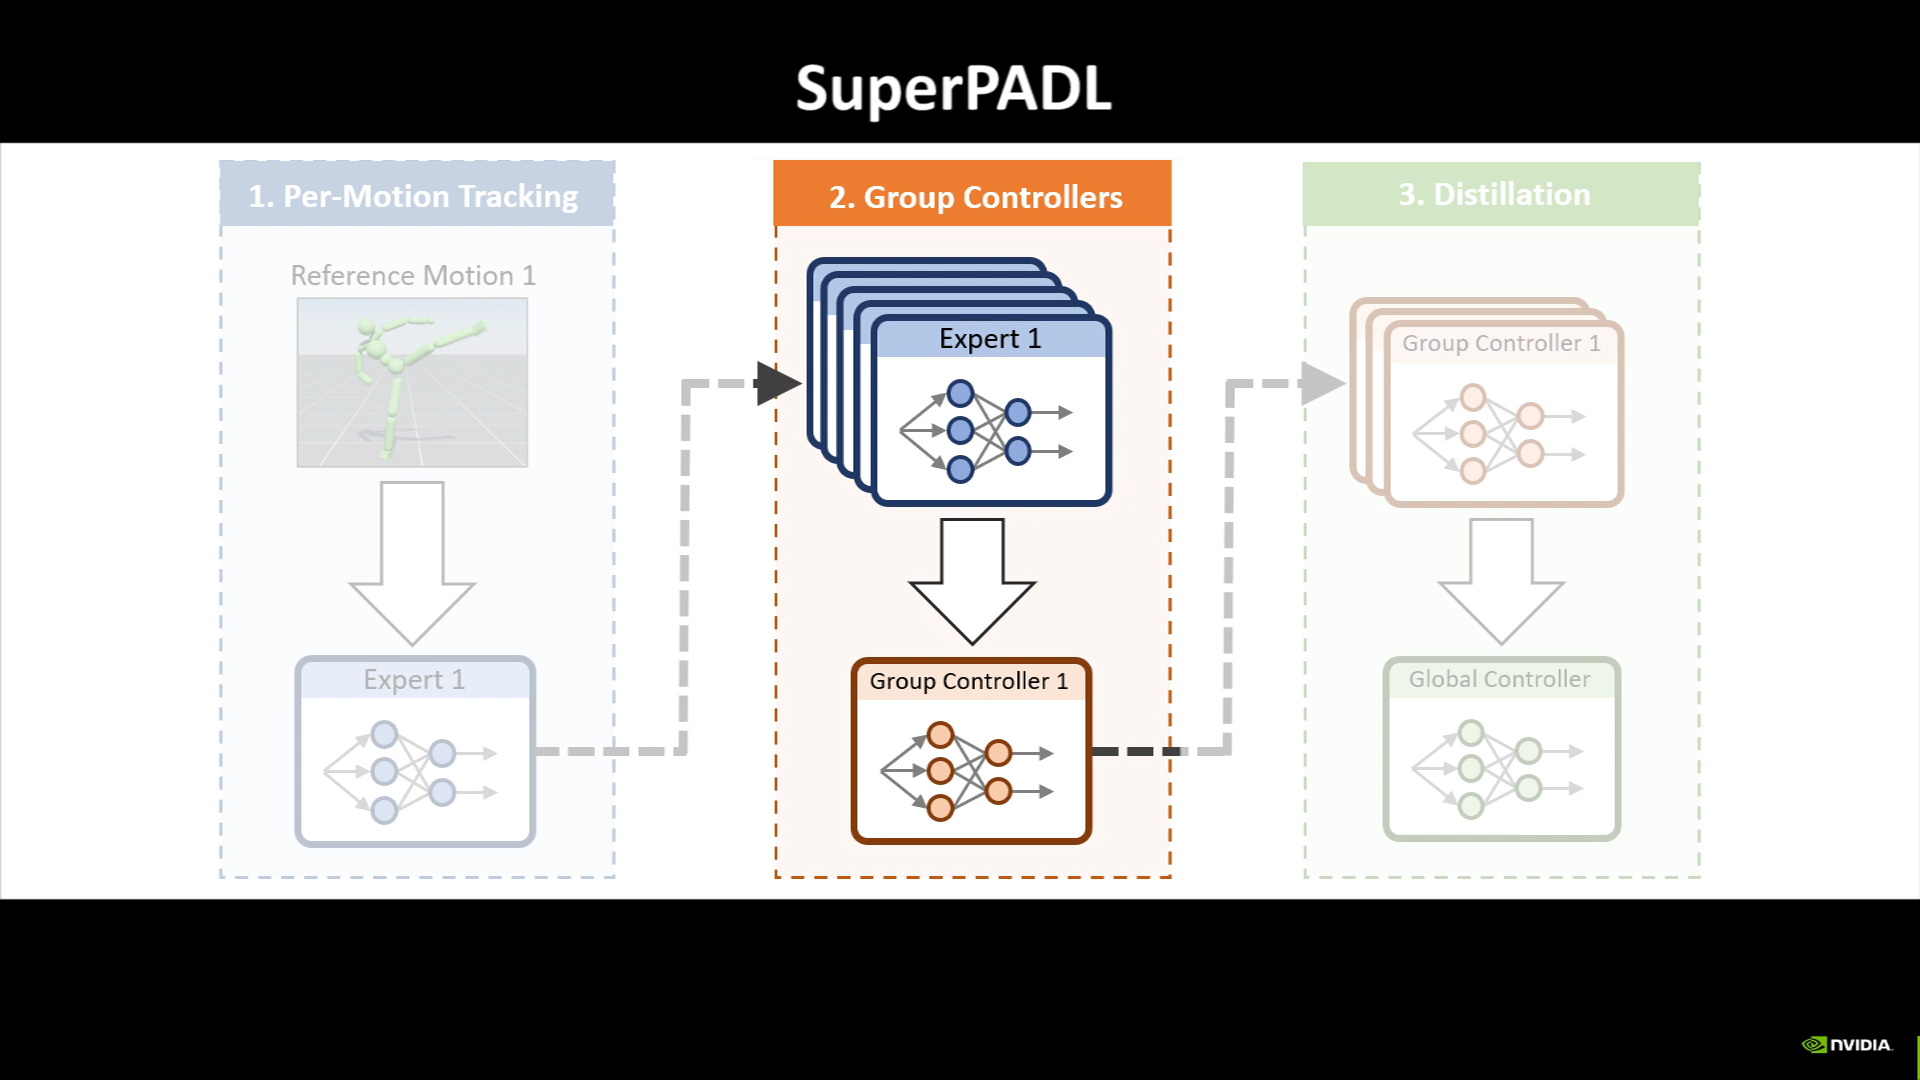 SuperPADL
1. Per-Motion Tracking
Reference Motion 1
Expert 1
2. Group Controllers
Expert 1
Group Controller 1
3. Distillation
Group Controller 1
Global Controller
NVIDIA